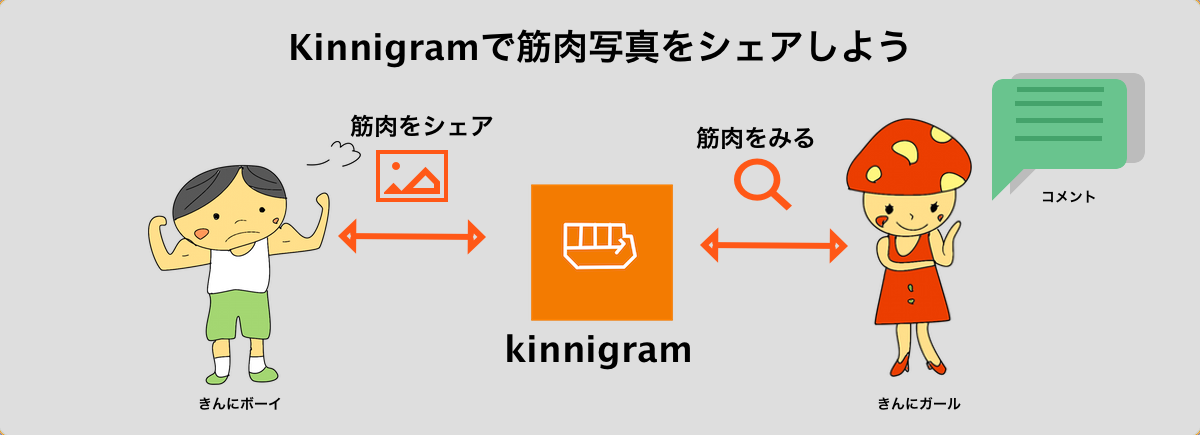 Kinnigramで筋肉写真をシェアしよう
筋肉をシェア
筋肉をみる
コメント
kinnigram
きんにボーイ
きんにガール